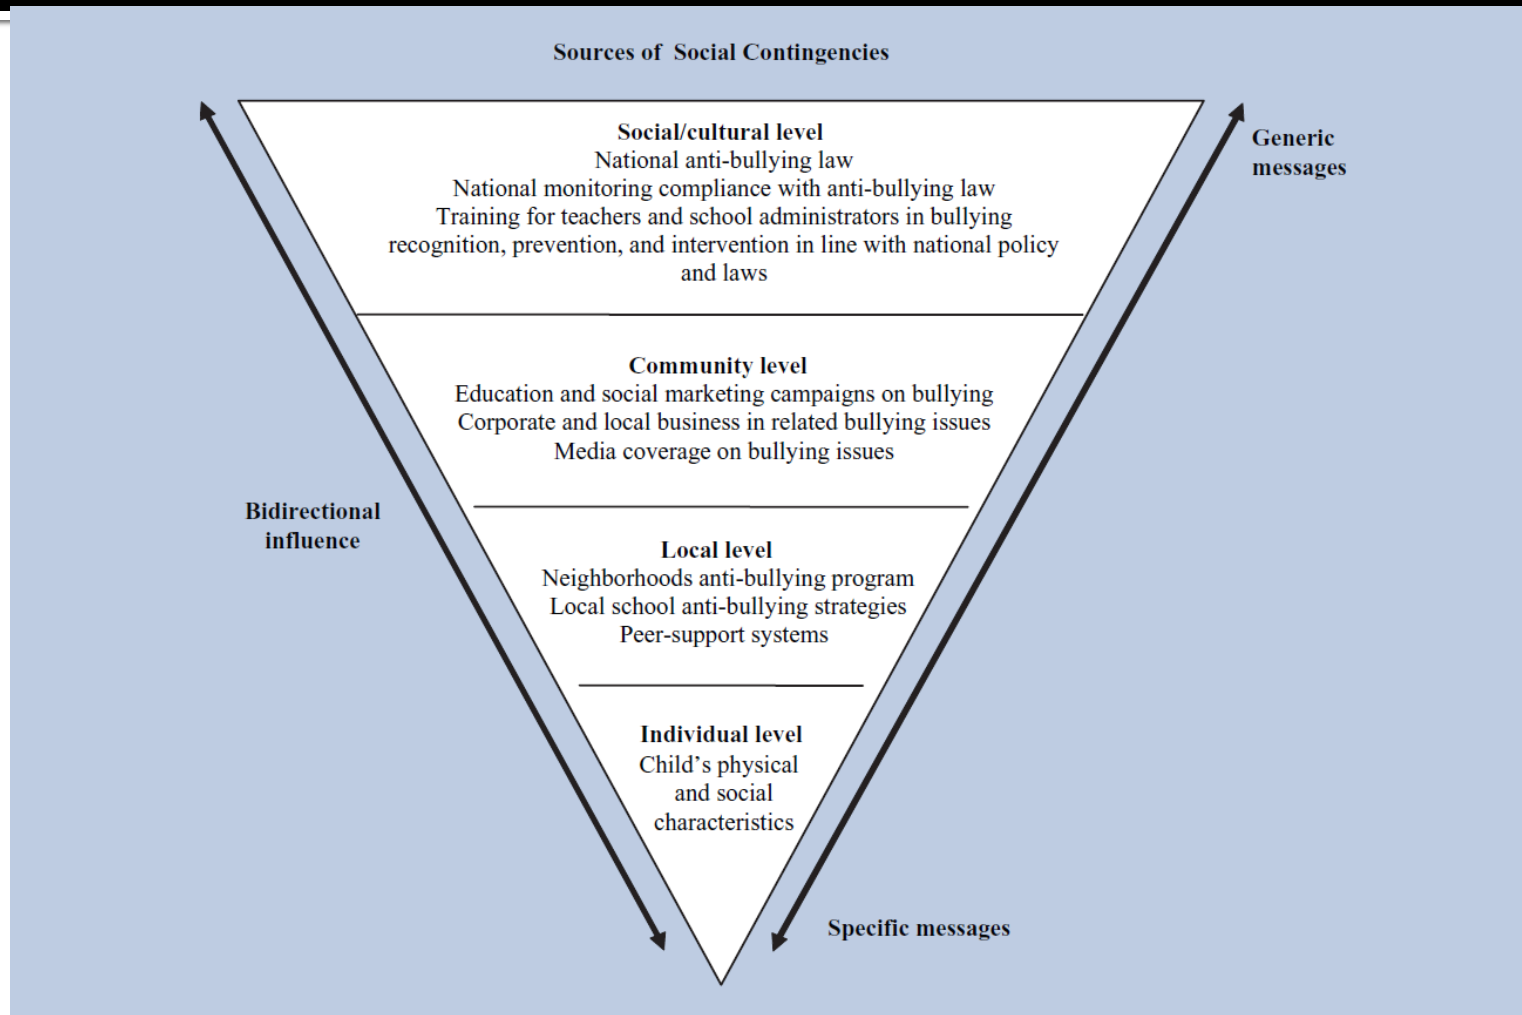 Sources of Social Contingencies
Social/cultural level
National anti-bullying law
National monitoring compliance with anti-bullying law
Training for teachers and school administrators in bullying
recognition, prevention, and intervention in line with national policy
and laws
Generic
messages
Community level
Education and social marketing campaigns on bullying
Corporate and local business in related bullying issues
Media coverage on bullying issues
Bidirectional
influence
Local level
Neighborhoods anti-bullying program
Local school anti-bullying strategies
Peer-support systems
Individual level
Child’s physical
and social
characteristics
Specific messages